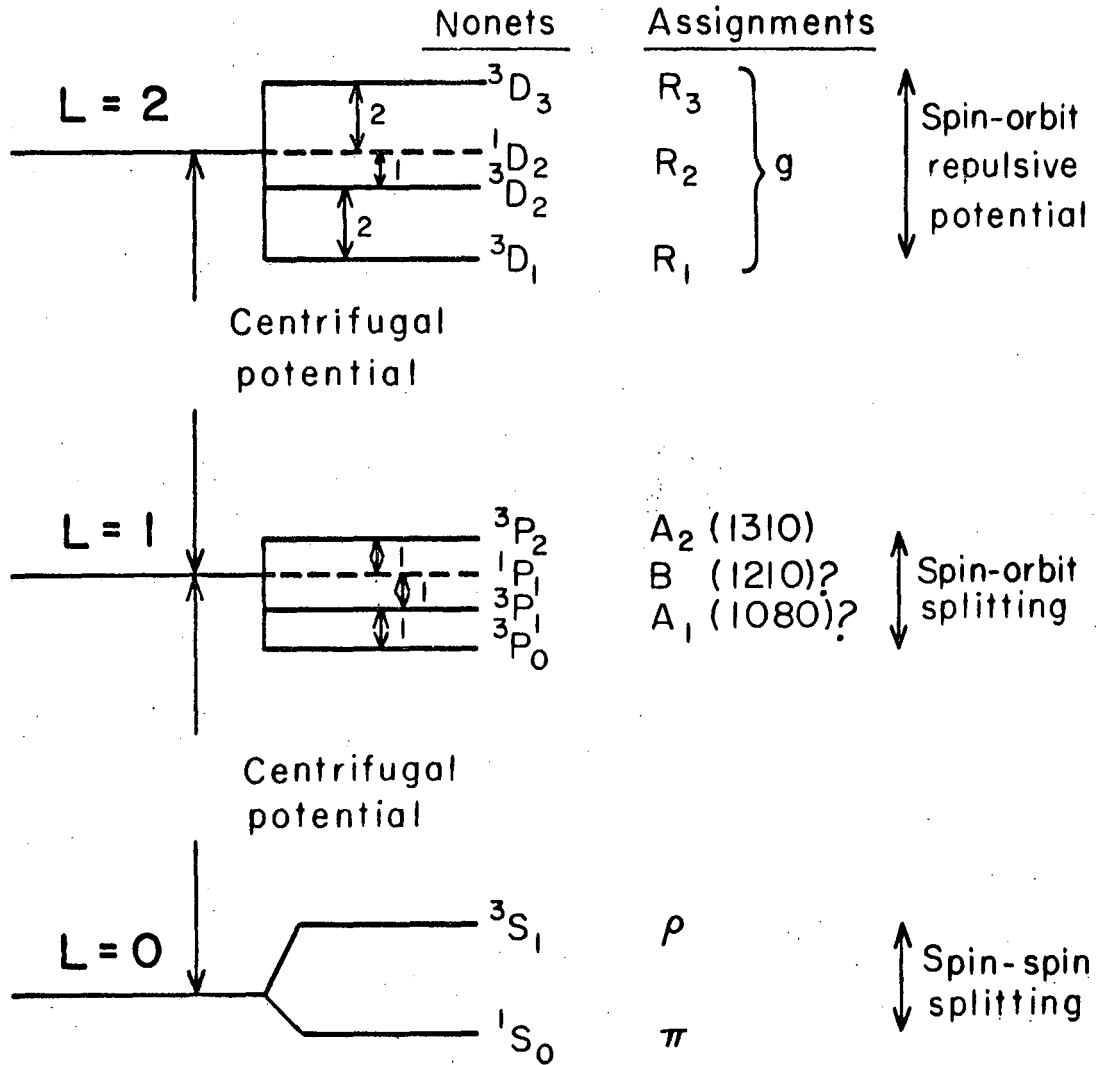 Nonets Assignments
L = 2
³D₃ R₃
2
¹D₂ R₂
1
³D₂
2
³D₁ R₁
g
Spin-orbit
repulsive
potential
Centrifugal
potential
L = 1
³P₂ A₂ (1310)
1
¹P₁ B (1210)?
1
³P₁ A₁ (1080)?
1
³P₀
Spin-orbit
splitting
Centrifugal
potential
L = 0
³S₁ ρ
¹S₀ π
Spin-spin
splitting